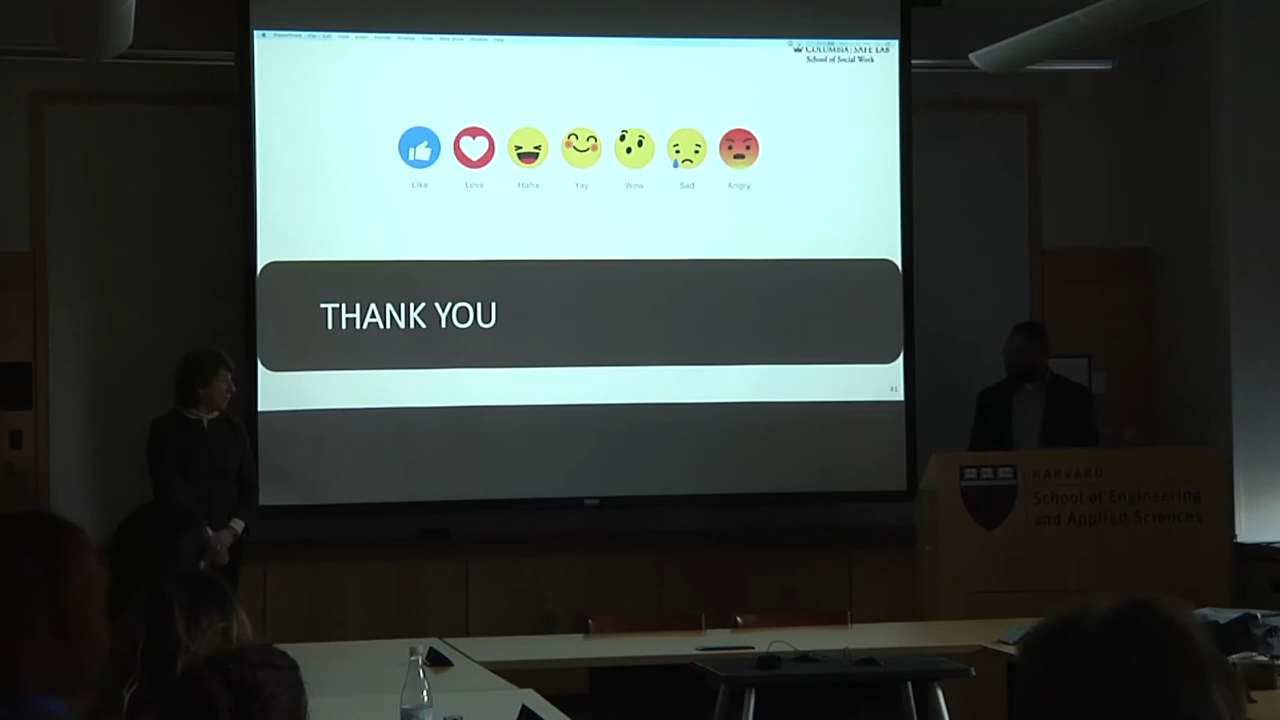 COLUMBIA | SAFE LAB
School of Social Work
Like Love Haha Yay Wow Sad Angry
THANK YOU
41
HARVARD
School of Engineering
and Applied Sciences